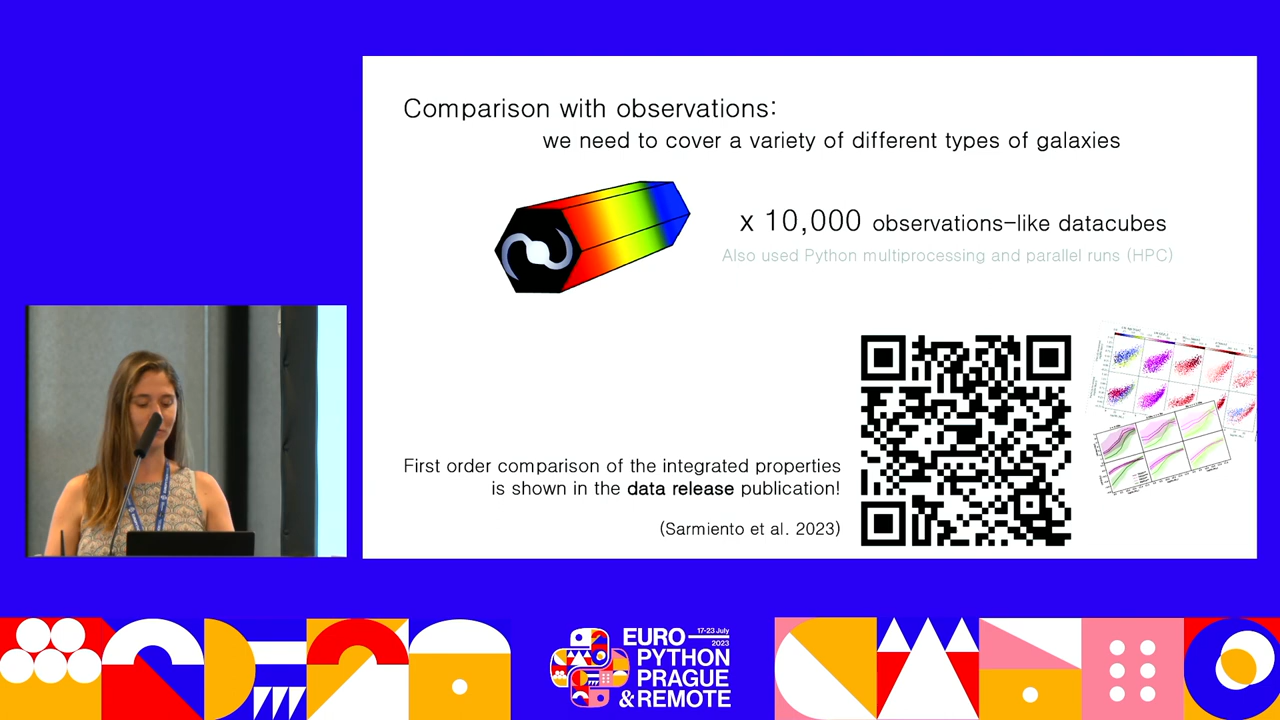 Comparison with observations:
we need to cover a variety of different types of galaxies
x 10,000 observations-like datacubes
Also used Python multiprocessing and parallel runs (HPC)
First order comparison of the integrated properties
is shown in the data release publication!
(Sarmiento et al. 2023)
17-23 July
2023
EURO
PYTHON
PRAGUE
& REMOTE